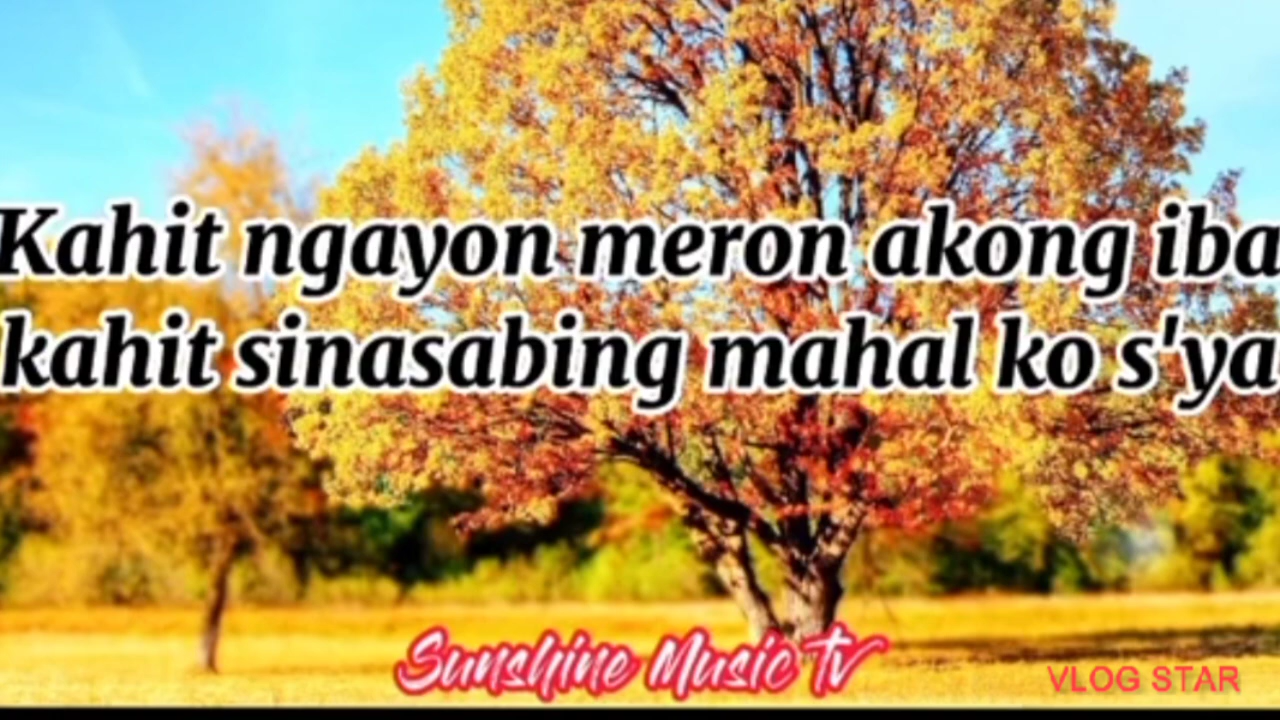 Kahit ngayon meron akong iba
kahit sinasabing mahal ko s'ya
Sunshine Music Tv
VLOG STAR